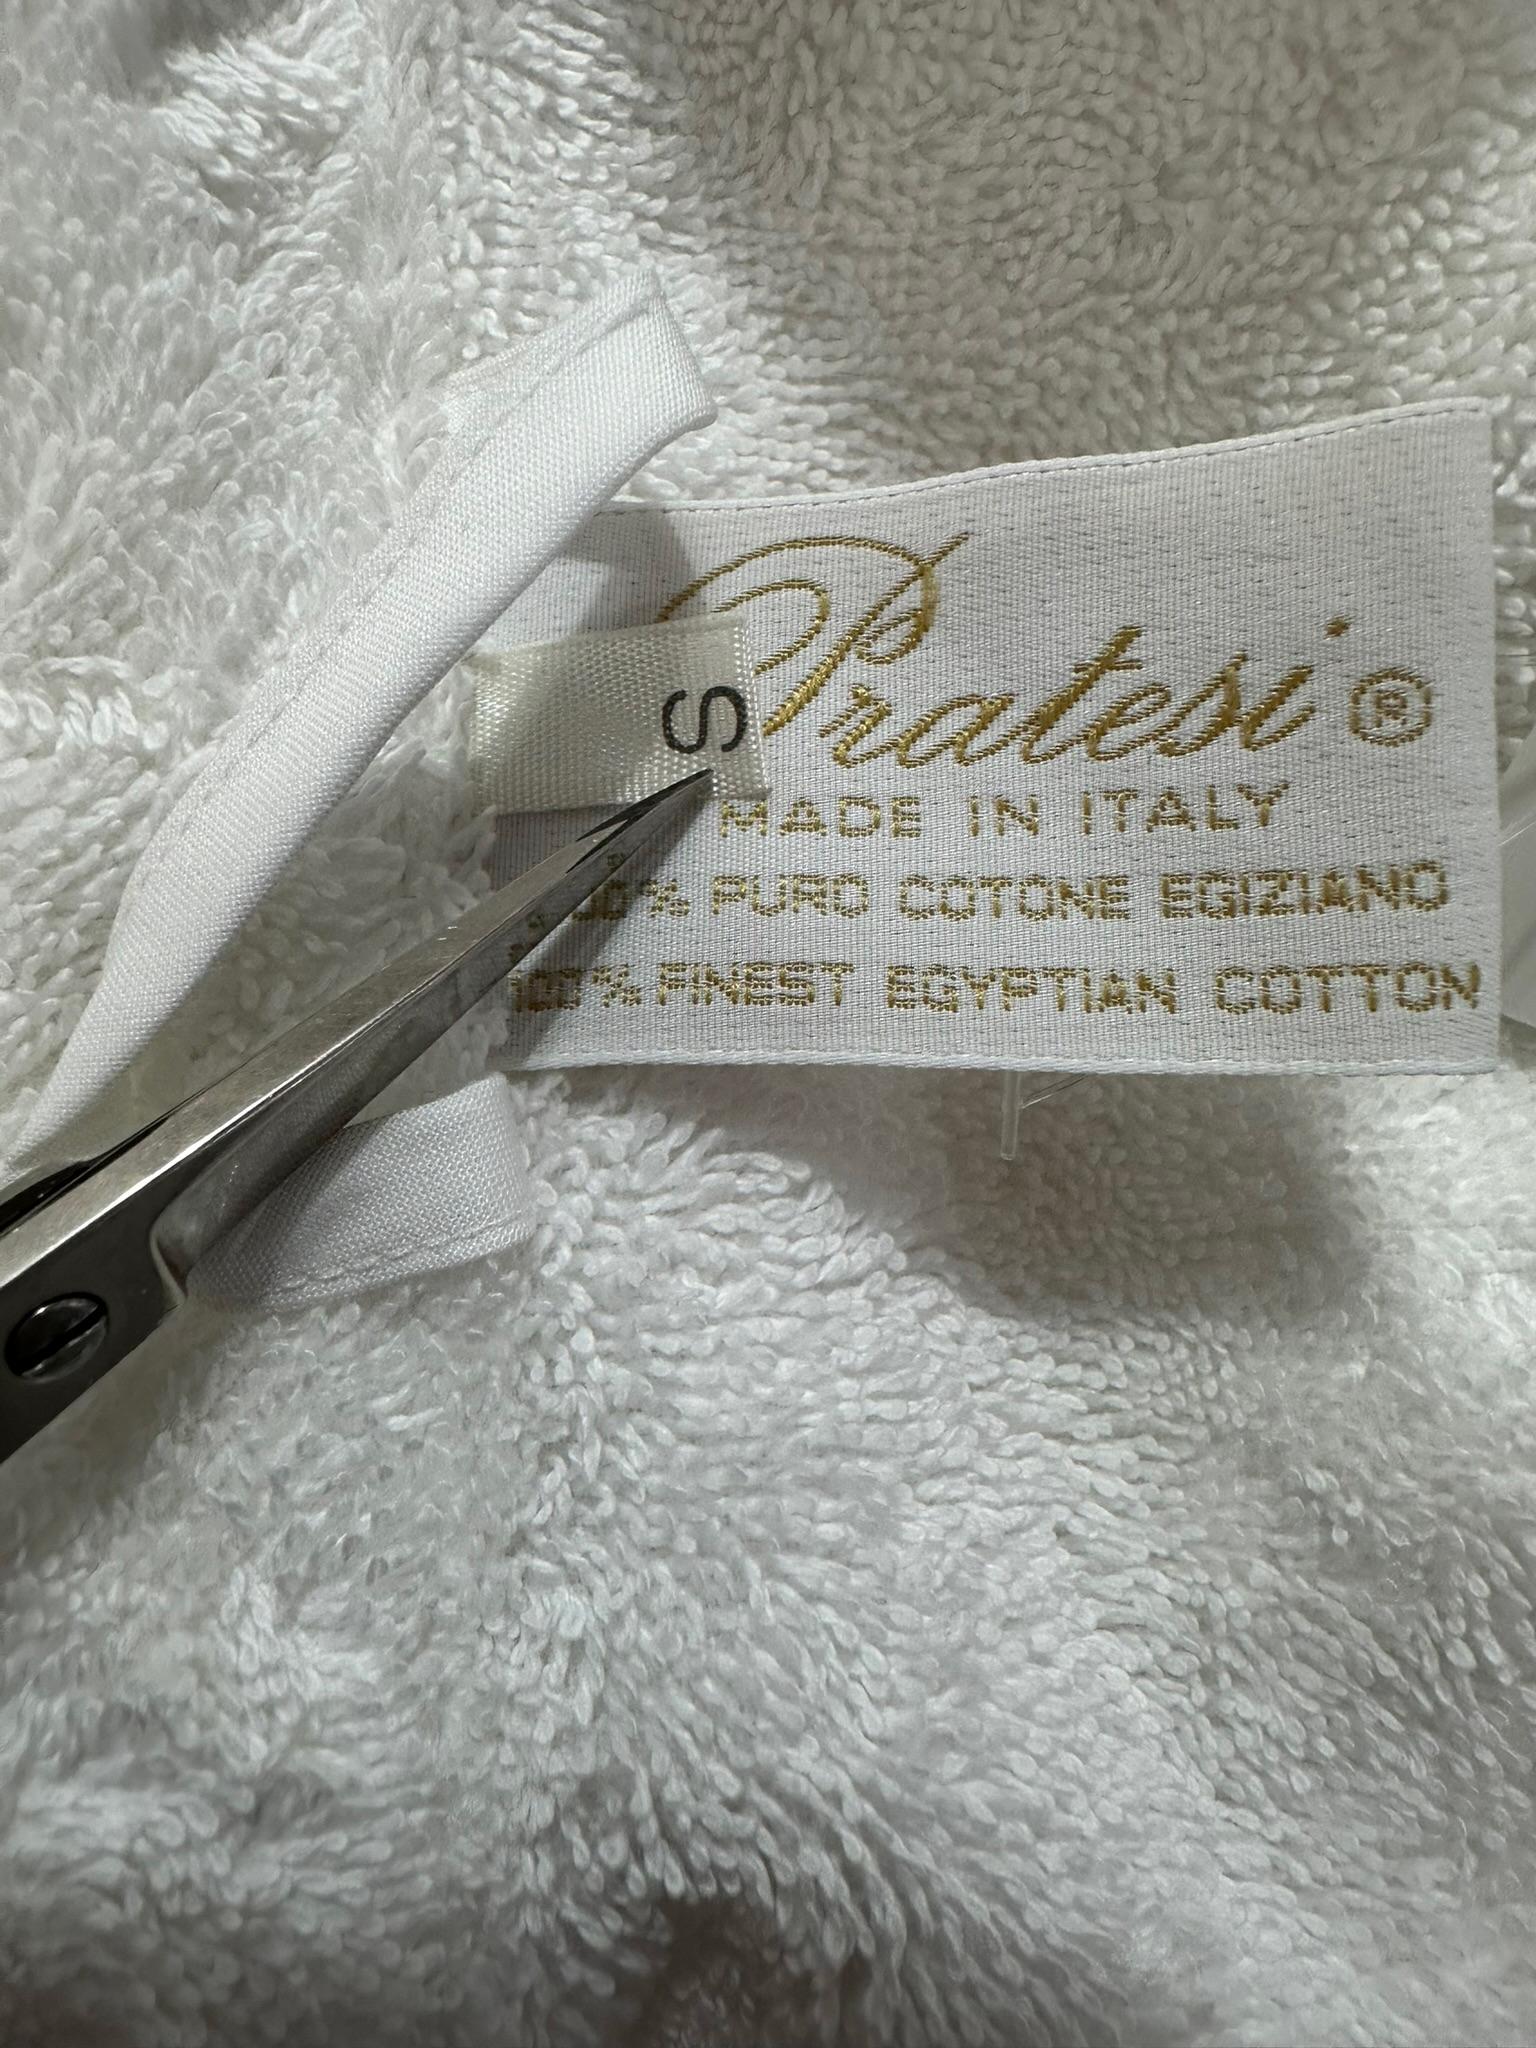 Pratesi ®
S
MADE IN ITALY
PURO COTONE EGIZIANO
100% FINEST EGYPTIAN COTTON